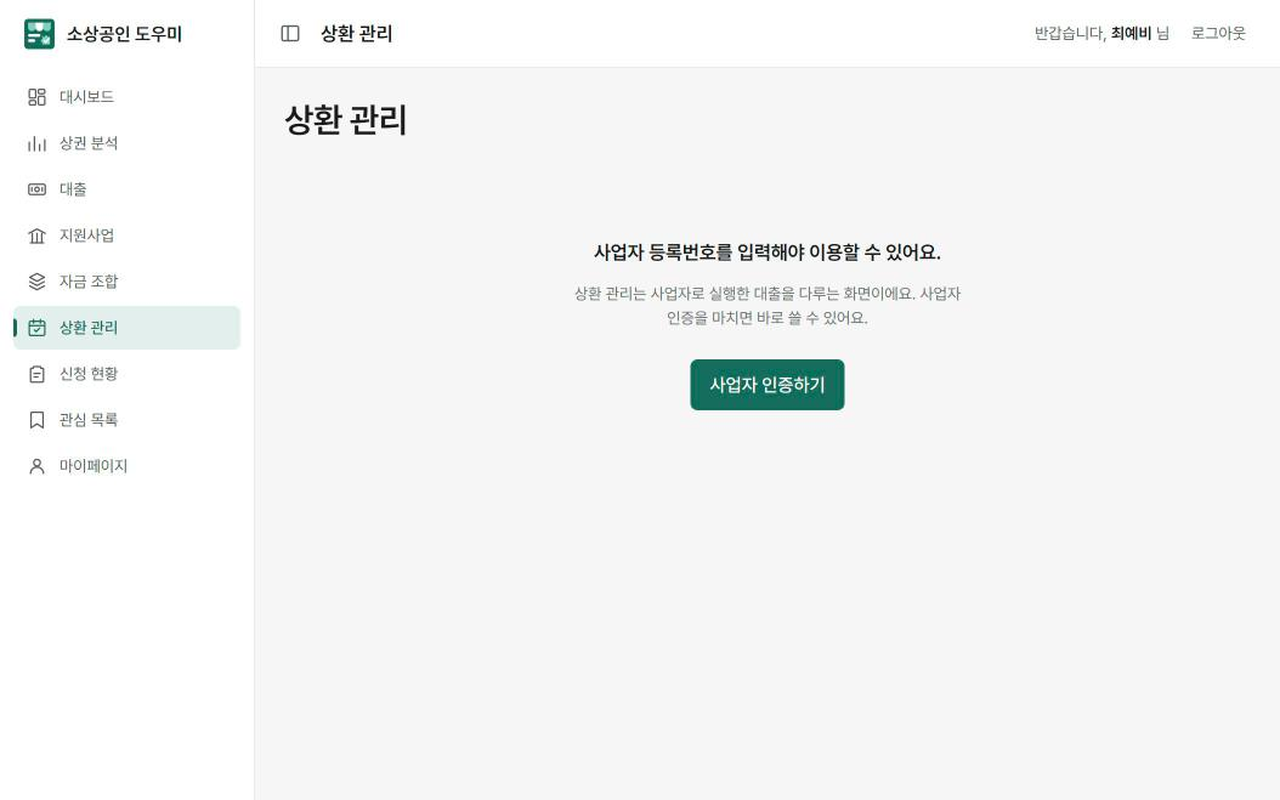 소상공인 도우미
상환 관리
반갑습니다, 최예비 님
로그아웃
대시보드
상권 분석
대출
지원사업
자금 조합
상환 관리
신청 현황
관심 목록
마이페이지
상환 관리
사업자 등록번호를 입력해야 이용할 수 있어요.
상환 관리는 사업자로 실행한 대출을 다루는 화면이에요. 사업자
인증을 마치면 바로 쓸 수 있어요.
사업자 인증하기